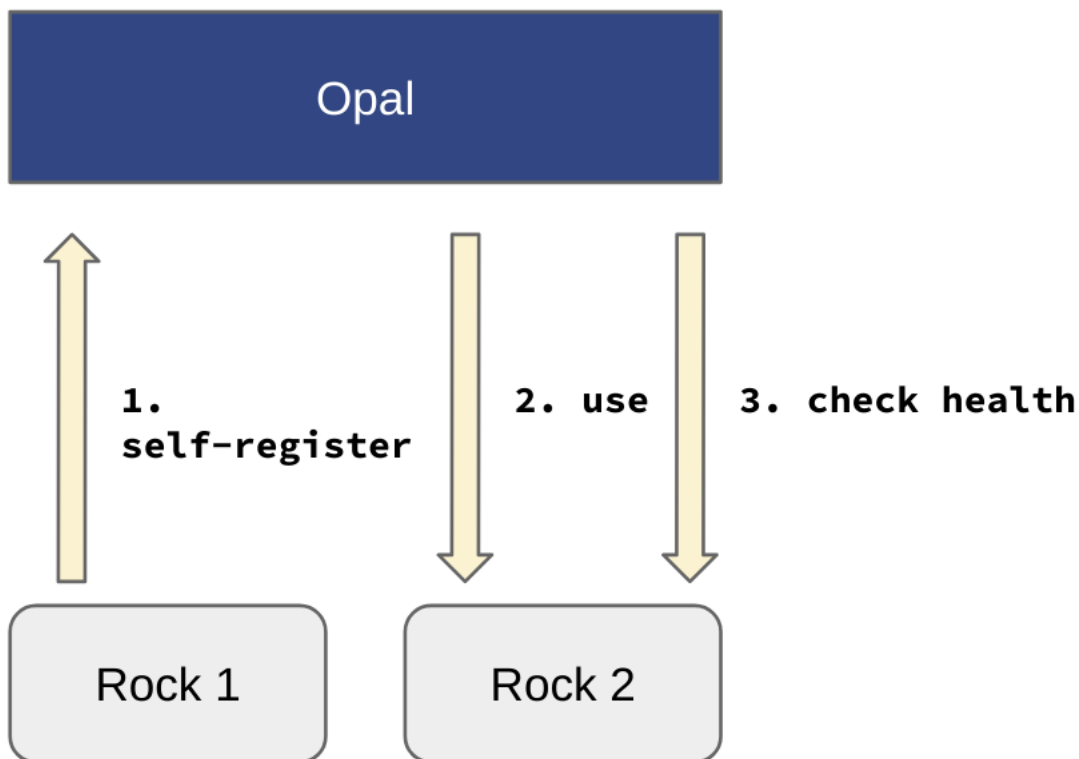 Opal
1.
self-register
2. use
3. check health
Rock 1
Rock 2